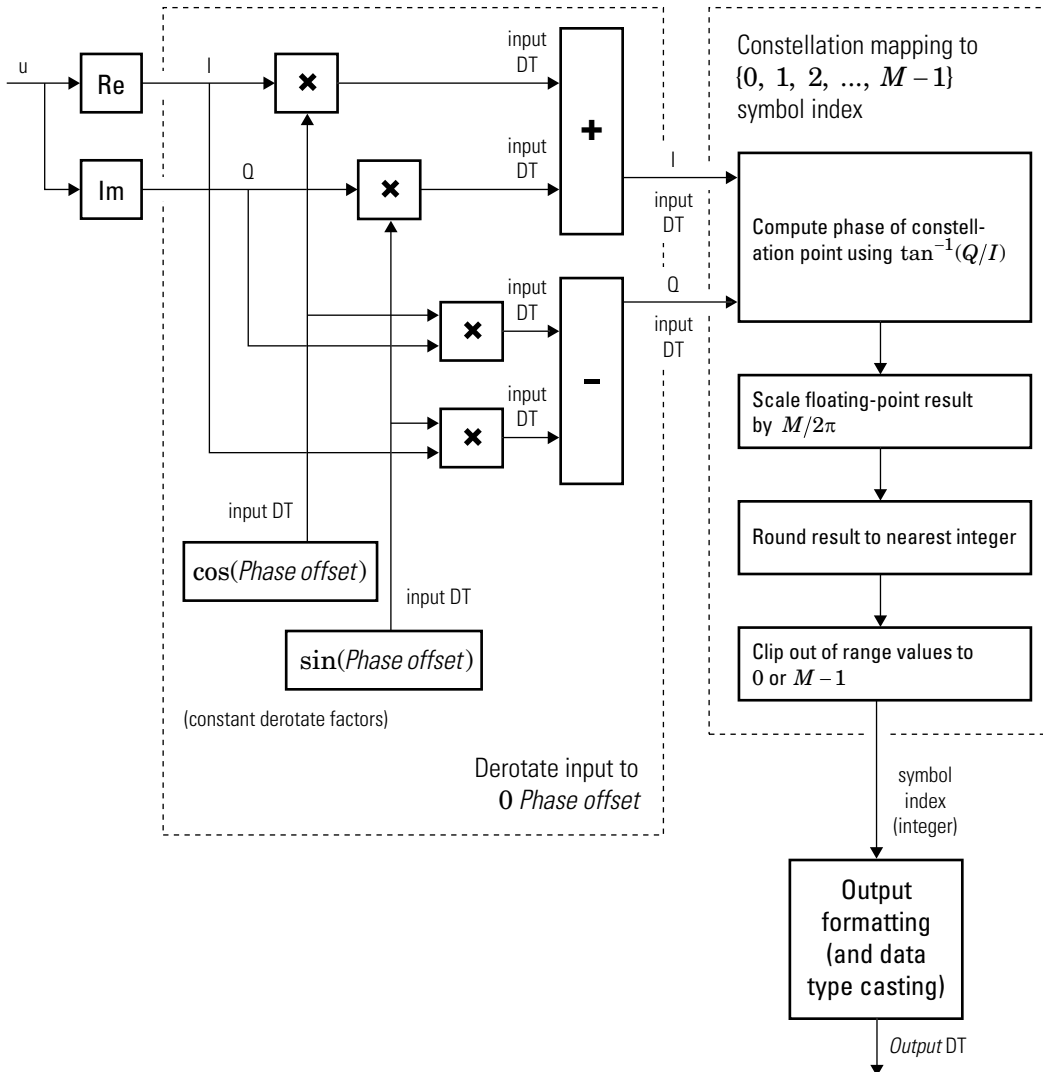 u
Re
I
×
input
DT
+
Im
Q
×
input
DT
I
input
DT
×
input
DT
-
Q
input
DT
×
input
DT
input DT
cos(Phase offset)
input DT
sin(Phase offset)
(constant derotate factors)
Derotate input to
0 Phase offset
Constellation mapping to
{0, 1, 2, ..., M – 1}
symbol index
Compute phase of constell-
ation point using tan⁻¹(Q/I)
Scale floating-point result
by M/2π
Round result to nearest integer
Clip out of range values to
0 or M – 1
symbol
index
(integer)
Output
formatting
(and data
type casting)
Output DT